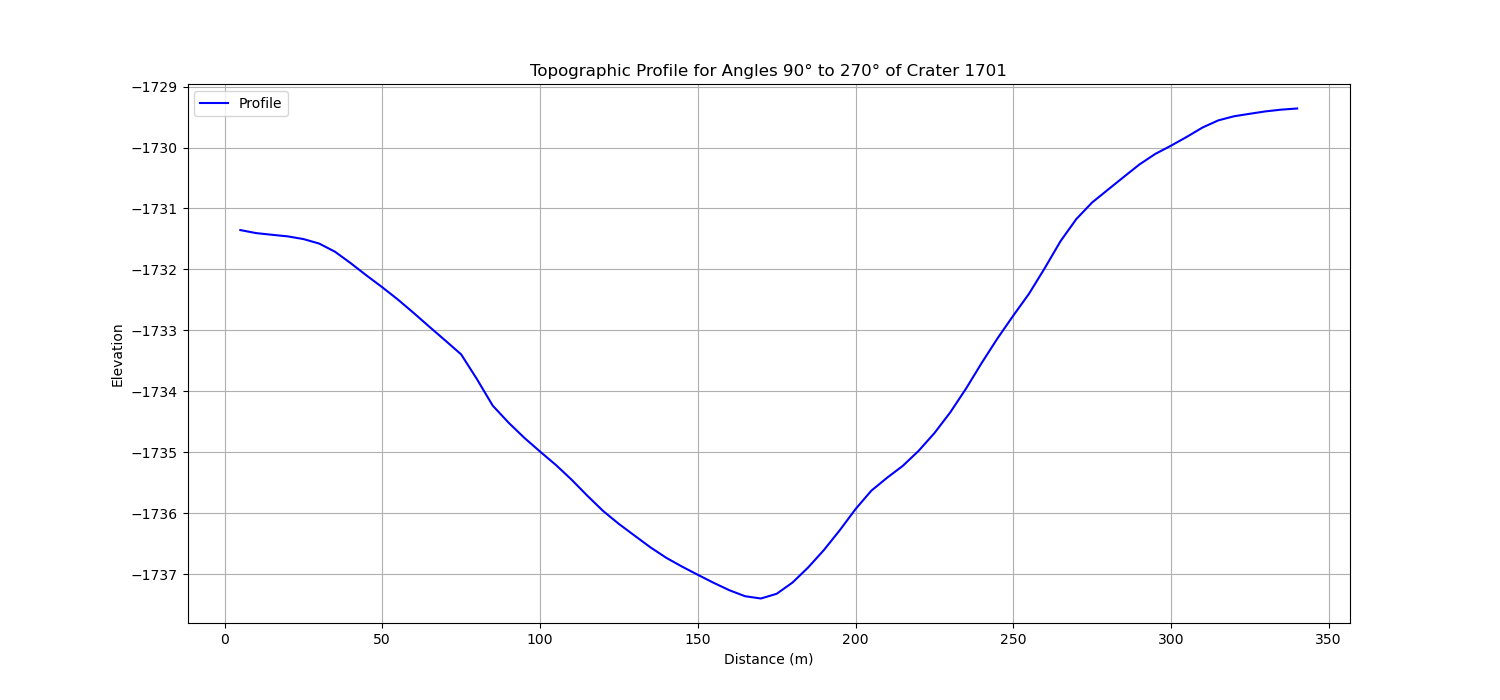 Topographic Profile for Angles 90° to 270° of Crater 1701
Profile
−1729
−1730
−1731
−1732
−1733
−1734
−1735
−1736
−1737
Elevation
0 50 100 150 200 250 300 350
Distance (m)